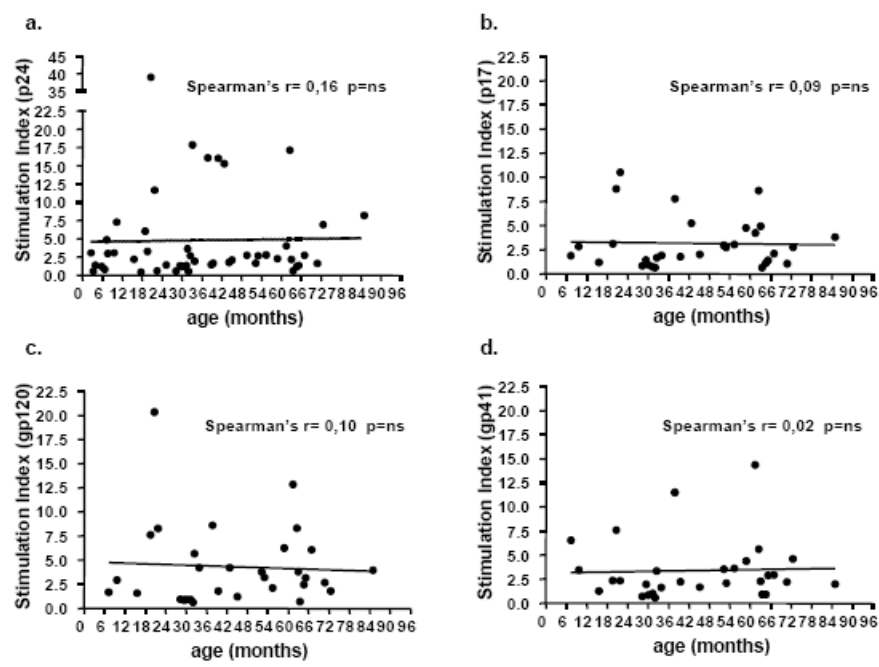 a.
Stimulation Index (p24)
45
40
35
22.5
20.0
17.5
15.0
12.5
10.0
7.5
5.0
2.5
0.0
Spearman's r= 0,16 p=ns
0 6 12 18 24 30 36 42 48 54 60 66 72 78 84 90 96
age (months)
b.
Stimulation Index (p17)
22.5
20.0
17.5
15.0
12.5
10.0
7.5
5.0
2.5
0.0
Spearman's r= 0,09 p=ns
0 6 12 18 24 30 36 42 48 54 60 66 72 78 84 90 96
age (months)
c.
Stimulation Index (gp120)
22.5
20.0
17.5
15.0
12.5
10.0
7.5
5.0
2.5
0.0
Spearman's r= 0,10 p=ns
0 6 12 18 24 30 36 42 48 54 60 66 72 78 84 90 96
age (months)
d.
Stimulation Index (gp41)
22.5
20.0
17.5
15.0
12.5
10.0
7.5
5.0
2.5
0.0
Spearman's r= 0,02 p=ns
0 6 12 18 24 30 36 42 48 54 60 66 72 78 84 90 96
age (months)